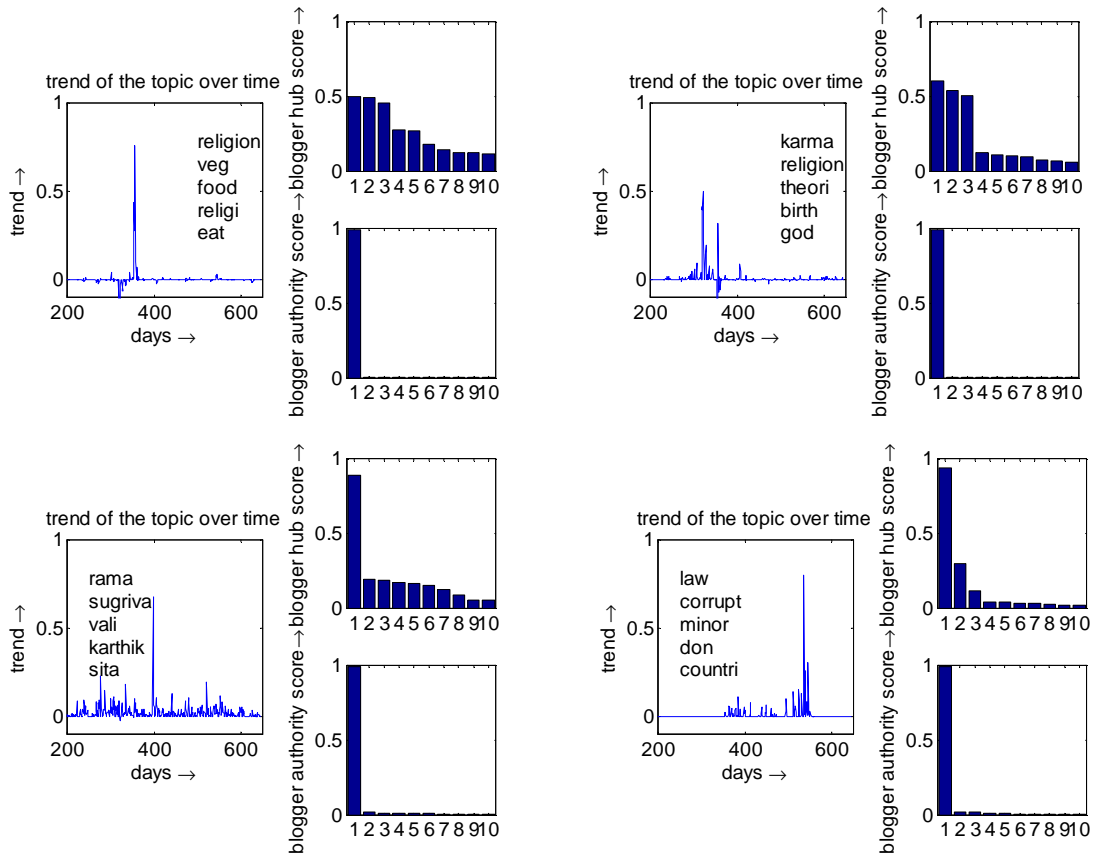 trend of the topic over time
trend →
1
0.5
0
religion
veg
food
religi
eat
200 400 600
days →
blogger hub score →
1
0.5
0
1 2 3 4 5 6 7 8 9 10
blogger authority score →
1
0.5
0
1 2 3 4 5 6 7 8 9 10
trend of the topic over time
trend →
1
0.5
0
karma
religion
theori
birth
god
200 400 600
days →
blogger hub score →
1
0.5
0
1 2 3 4 5 6 7 8 9 10
blogger authority score →
1
0.5
0
1 2 3 4 5 6 7 8 9 10
trend of the topic over time
trend →
1
0.5
0
rama
sugriva
vali
karthik
sita
200 400 600
days →
blogger hub score →
1
0.5
0
1 2 3 4 5 6 7 8 9 10
blogger authority score →
1
0.5
0
1 2 3 4 5 6 7 8 9 10
trend of the topic over time
trend →
1
0.5
0
law
corrupt
minor
don
countri
200 400 600
days →
blogger hub score →
1
0.5
0
1 2 3 4 5 6 7 8 9 10
blogger authority score →
1
0.5
0
1 2 3 4 5 6 7 8 9 10